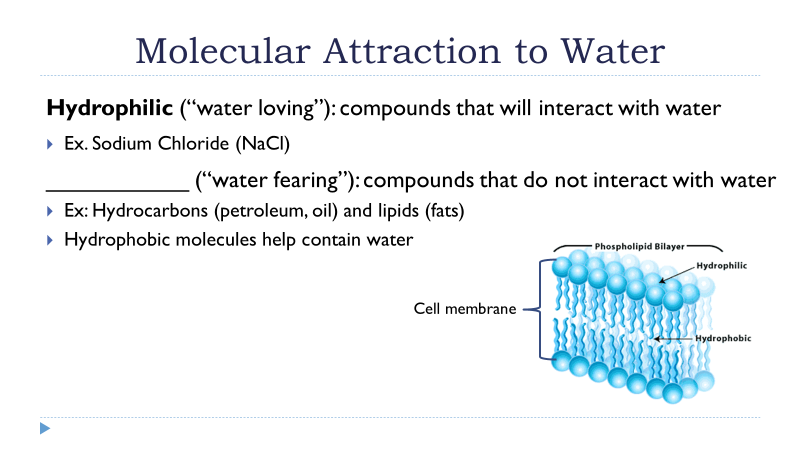 Molecular Attraction to Water
Hydrophilic (“water loving”): compounds that will interact with water
Ex. Sodium Chloride (NaCl)
____________ (“water fearing”): compounds that do not interact with water
Ex: Hydrocarbons (petroleum, oil) and lipids (fats)
Hydrophobic molecules help contain water
Phospholipid Bilayer
Hydrophilic
Cell membrane
Hydrophobic